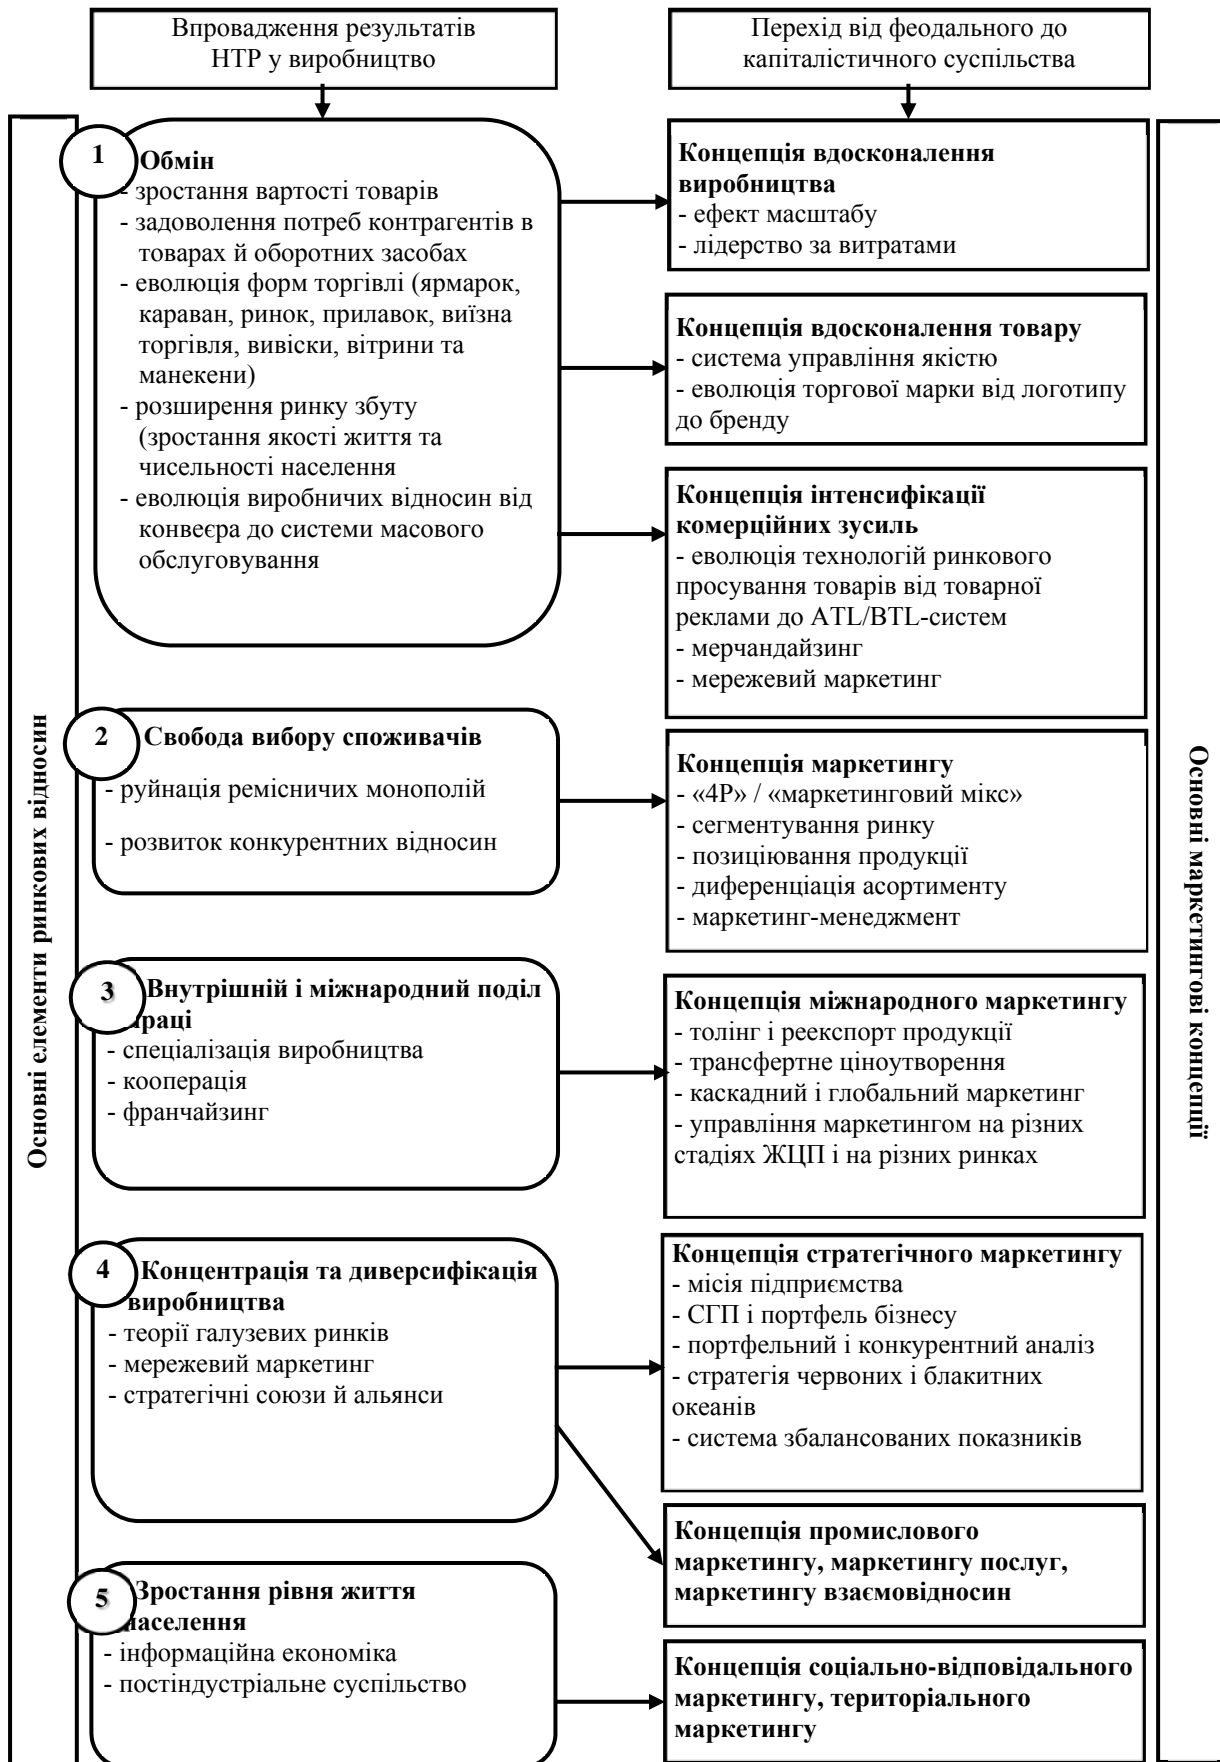 Впровадження результатів
НТР у виробництво
Перехід від феодального до
капіталістичного суспільства
Основні елементи ринкових відносин
1
Обмін
- зростання вартості товарів
- задоволення потреб контрагентів в
товарах й оборотних засобах
- еволюція форм торгівлі (ярмарок,
караван, ринок, прилавок, виїзна
торгівля, вивіски, вітрини та
манекени)
- розширення ринку збуту
(зростання якості життя та
чисельності населення
- еволюція виробничих відносин від
конвеєра до системи масового
обслуговування
Концепція вдосконалення
виробництва
- ефект масштабу
- лідерство за витратами
Концепція вдосконалення товару
- система управління якістю
- еволюція торгової марки від логотипу
до бренду
Концепція інтенсифікації
комерційних зусиль
- еволюція технологій ринкового
просування товарів від товарної
реклами до ATL/BTL-систем
- мерчандайзинг
- мережевий маркетинг
2
Свобода вибору споживачів
- руйнація ремісничих монополій
- розвиток конкурентних відносин
Концепція маркетингу
- «4Р» / «маркетинговий мікс»
- сегментування ринку
- позиціювання продукції
- диференціація асортименту
- маркетинг-менеджмент
3
Внутрішній і міжнародний поділ
праці
- спеціалізація виробництва
- кооперація
- франчайзинг
Концепція міжнародного маркетингу
- толінг і реекспорт продукції
- трансфертне ціноутворення
- каскадний і глобальний маркетинг
- управління маркетингом на різних
стадіях ЖЦП і на різних ринках
4
Концентрація та диверсифікація
виробництва
- теорії галузевих ринків
- мережевий маркетинг
- стратегічні союзи й альянси
Концепція стратегічного маркетингу
- місія підприємства
- СГП і портфель бізнесу
- портфельний і конкурентний аналіз
- стратегія червоних і блакитних
океанів
- система збалансованих показників
Концепція промислового
маркетингу, маркетингу послуг,
маркетингу взаємовідносин
5
Зростання рівня життя
населення
- інформаційна економіка
- постіндустріальне суспільство
Концепція соціально-відповідального
маркетингу, територіального
маркетингу
Основні маркетингові концепції